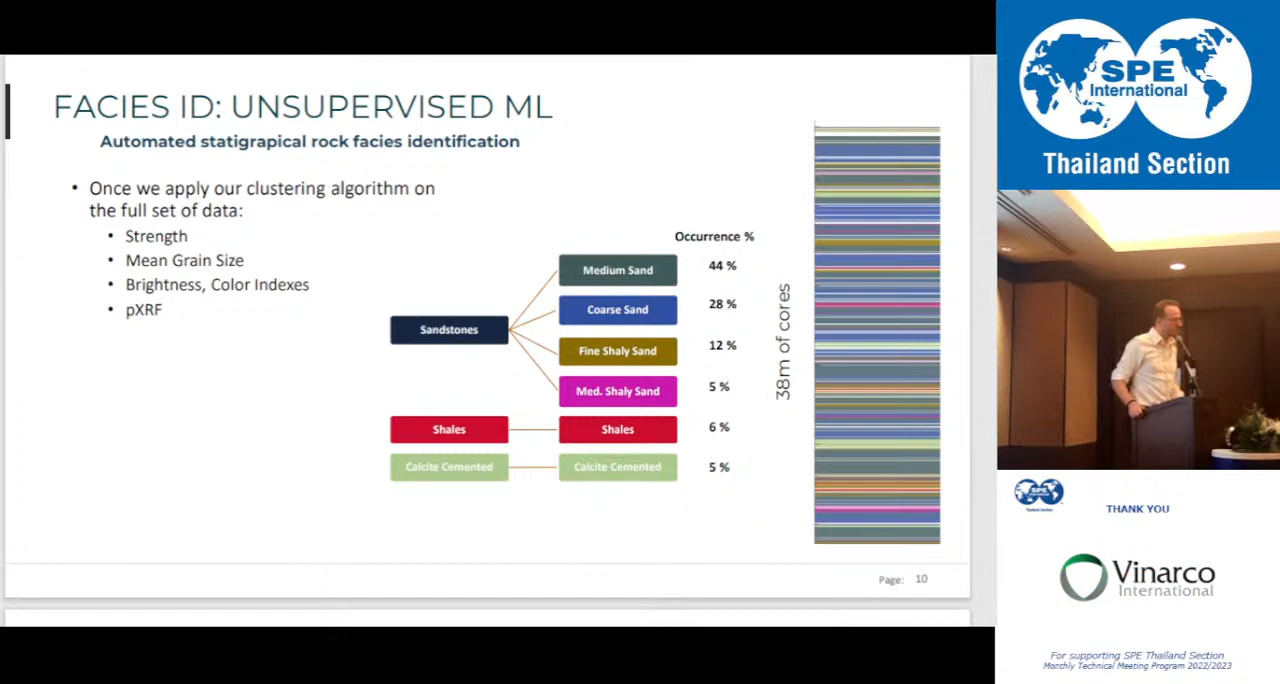 FACIES ID: UNSUPERVISED ML
Automated statigrapical rock facies identification
• Once we apply our clustering algorithm on
the full set of data:
• Strength
• Mean Grain Size
• Brightness, Color Indexes
• pXRF
Occurrence %
Sandstones
Medium Sand
44 %
Coarse Sand
28 %
Fine Shaly Sand
12 %
Med. Shaly Sand
5 %
Shales
Shales
6 %
Calcite Cemented
Calcite Cemented
5 %
38m of cores
Page: 10
SPE
International
Thailand Section
SPE
International
Thailand Section
THANK YOU
Vinarco
International
For supporting SPE Thailand Section
Monthly Technical Meeting Program 2022/2023